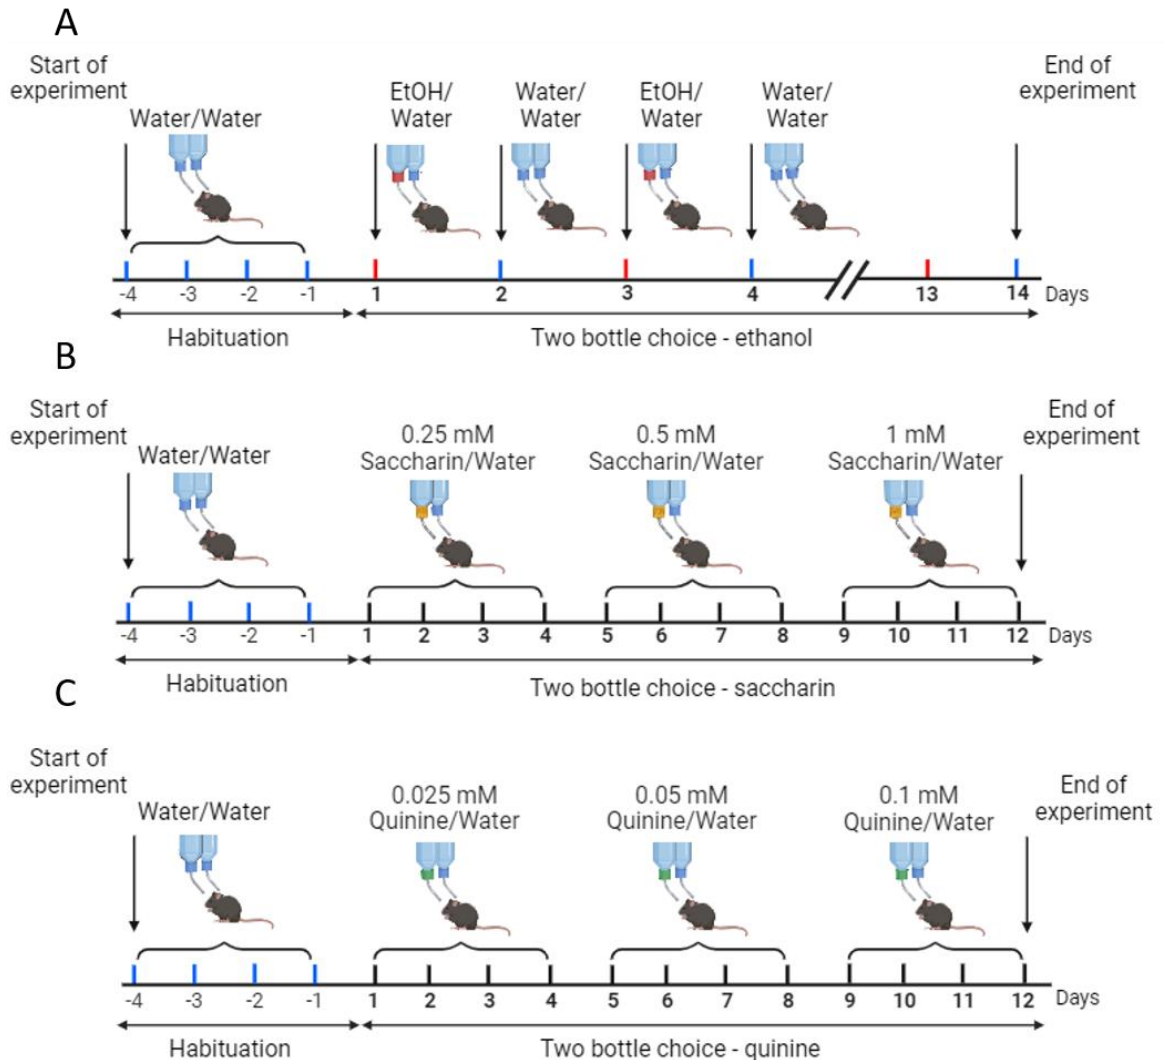 A
Start of
experiment
Water/Water
EtOH/
Water
Water/
Water
EtOH/
Water
Water/
Water
End of
experiment
-4 -3 -2 -1 1 2 3 4 13 14 Days
Habituation Two bottle choice - ethanol
B
Start of
experiment
Water/Water
0.25 mM
Saccharin/Water
0.5 mM
Saccharin/Water
1 mM
Saccharin/Water
End of
experiment
-4 -3 -2 -1 1 2 3 4 5 6 7 8 9 10 11 12 Days
Habituation Two bottle choice - saccharin
C
Start of
experiment
Water/Water
0.025 mM
Quinine/Water
0.05 mM
Quinine/Water
0.1 mM
Quinine/Water
End of
experiment
-4 -3 -2 -1 1 2 3 4 5 6 7 8 9 10 11 12 Days
Habituation Two bottle choice - quinine